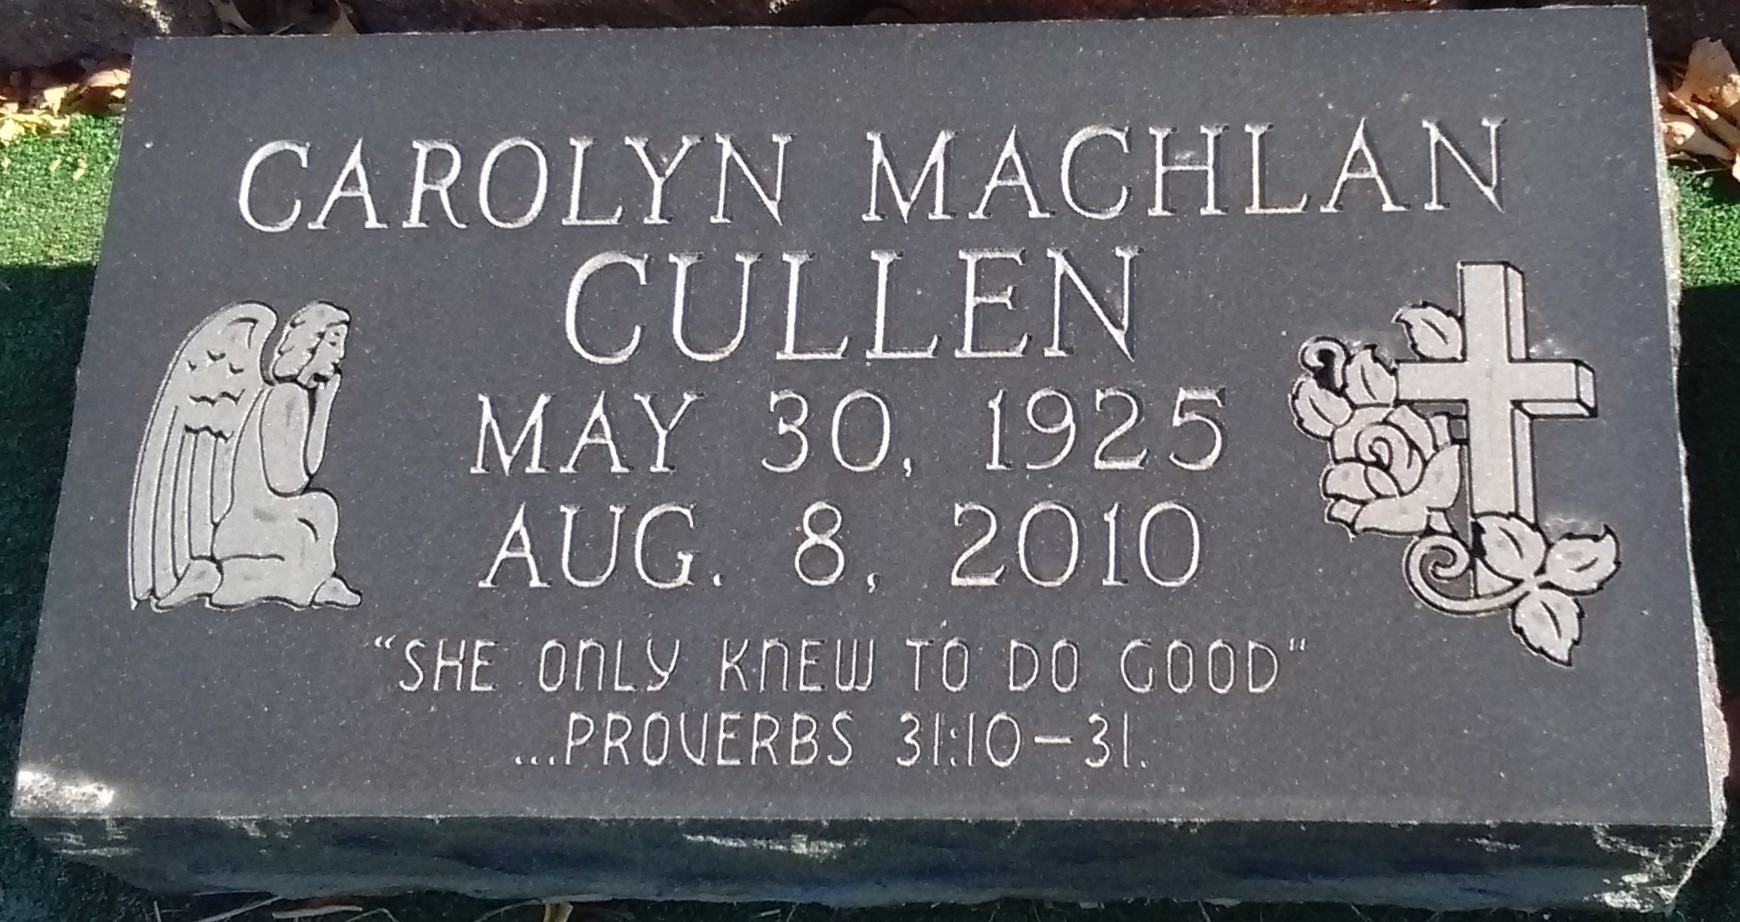 CAROLYN MACHLAN
CULLEN
MAY 30, 1925
AUG. 8, 2010
"SHE ONLY KNEW TO DO GOOD"
...PROVERBS 31:10-31.